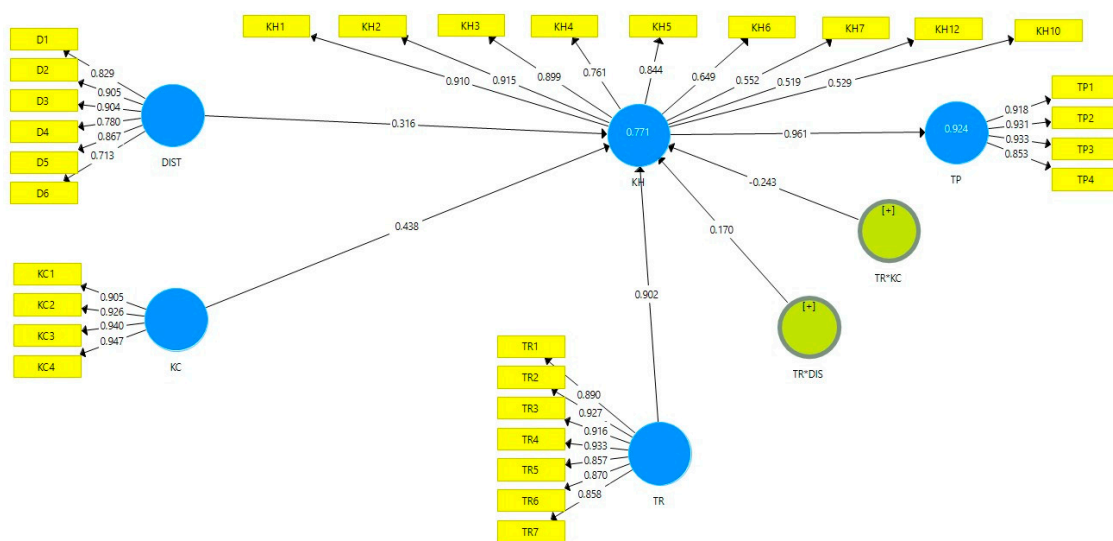 KH1
KH2
KH3
KH4
KH5
KH6
KH7
KH12
KH10
0.910
0.915
0.899
0.761
0.844
0.649
0.552
0.519
0.529
D1
D2
D3
D4
D5
D6
0.829
0.905
0.904
0.780
0.867
0.713
DIST
0.316
0.771
KH
0.961
0.924
TP
0.918
0.931
0.933
0.853
TP1
TP2
TP3
TP4
-0.243
[+]
TR*KC
0.170
[+]
TR*DIS
0.438
0.902
KC1
KC2
KC3
KC4
0.905
0.926
0.940
0.947
KC
TR1
TR2
TR3
TR4
TR5
TR6
TR7
0.890
0.927
0.916
0.933
0.857
0.870
0.858
TR